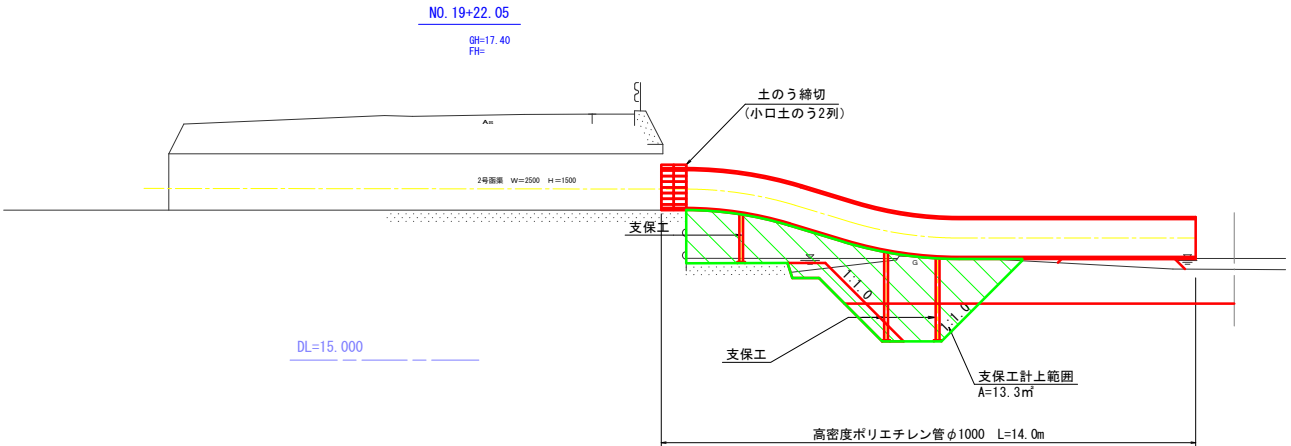 NO.19+22.05
GH=17.40
FH=
土のう締切
(小口土のう2列)
As
2号函渠 W=2500 H=1500
支保工
G
1:1.0
1:1.0
DL=15.000
支保工
支保工計上範囲
A=13.3㎡
高密度ポリエチレン管φ1000 L=14.0m